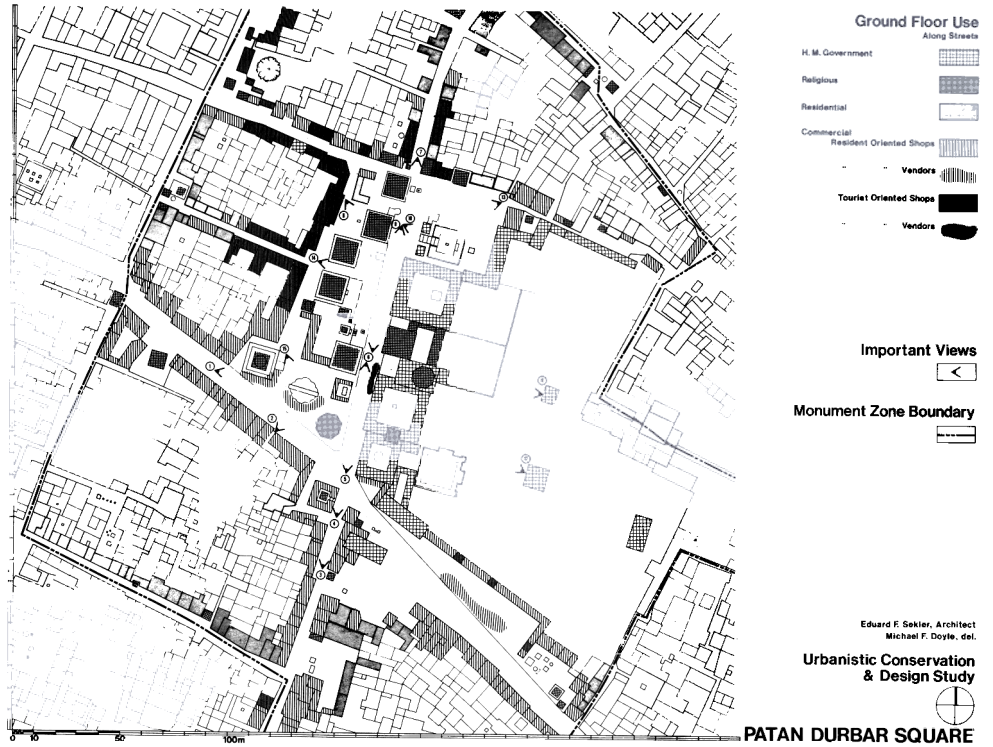 Ground Floor Use
Along Streets
H. M. Government
Religious
Residential
Commercial
Resident Oriented Shops
" " Vendors
Tourist Oriented Shops
" " Vendors
Important Views
Monument Zone Boundary
Eduard F. Sekler, Architect
Michael F. Doyle, del.
Urbanistic Conservation
& Design Study
PATAN DURBAR SQUARE
0 10 50 100m